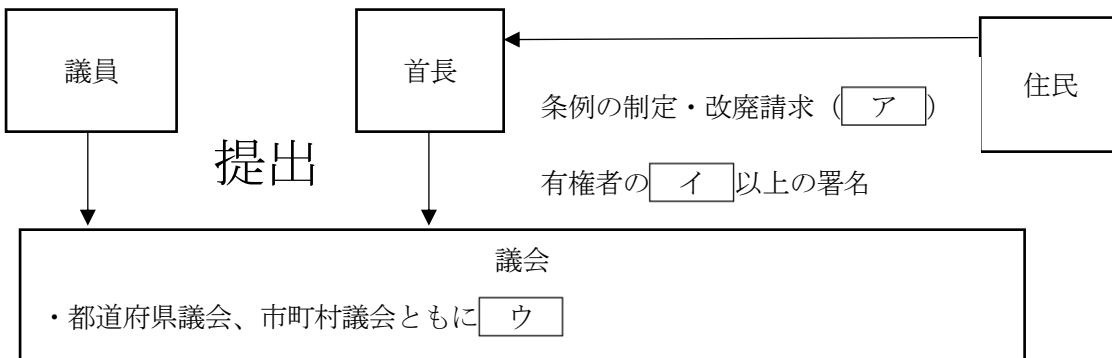 議員
首長
住民
条例の制定・改廃請求（ア）
提出
有権者のイ以上の署名
議会
・都道府県議会、市町村議会ともにウ